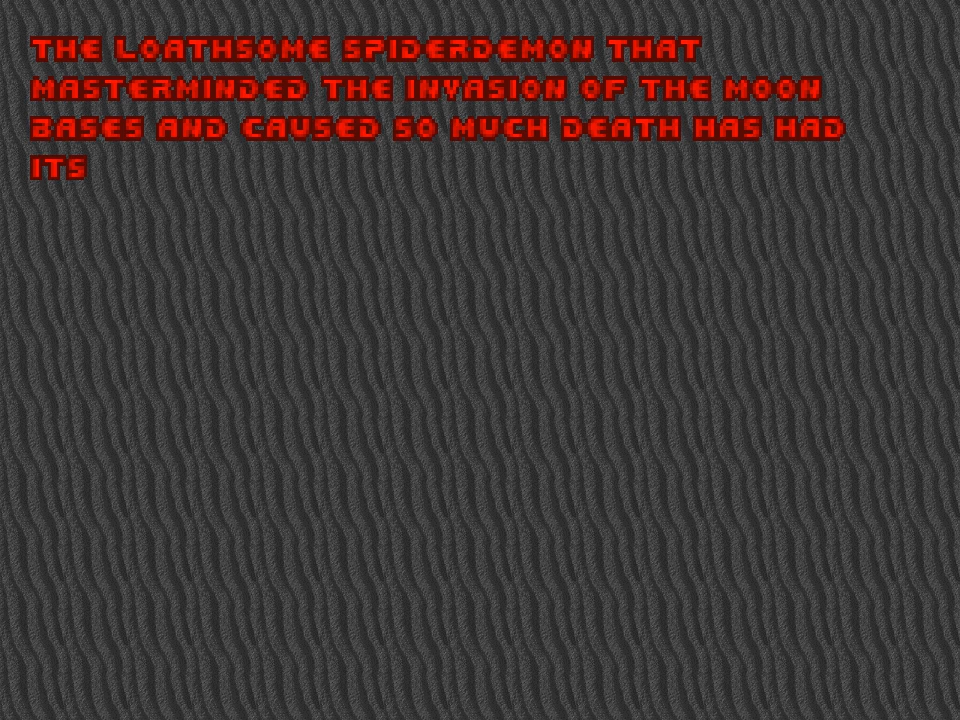 THE LOATHSOME SPIDERDEMON THAT
MASTERMINDED THE INVASION OF THE MOON
BASES AND CAUSED SO MUCH DEATH HAS HAD
ITS